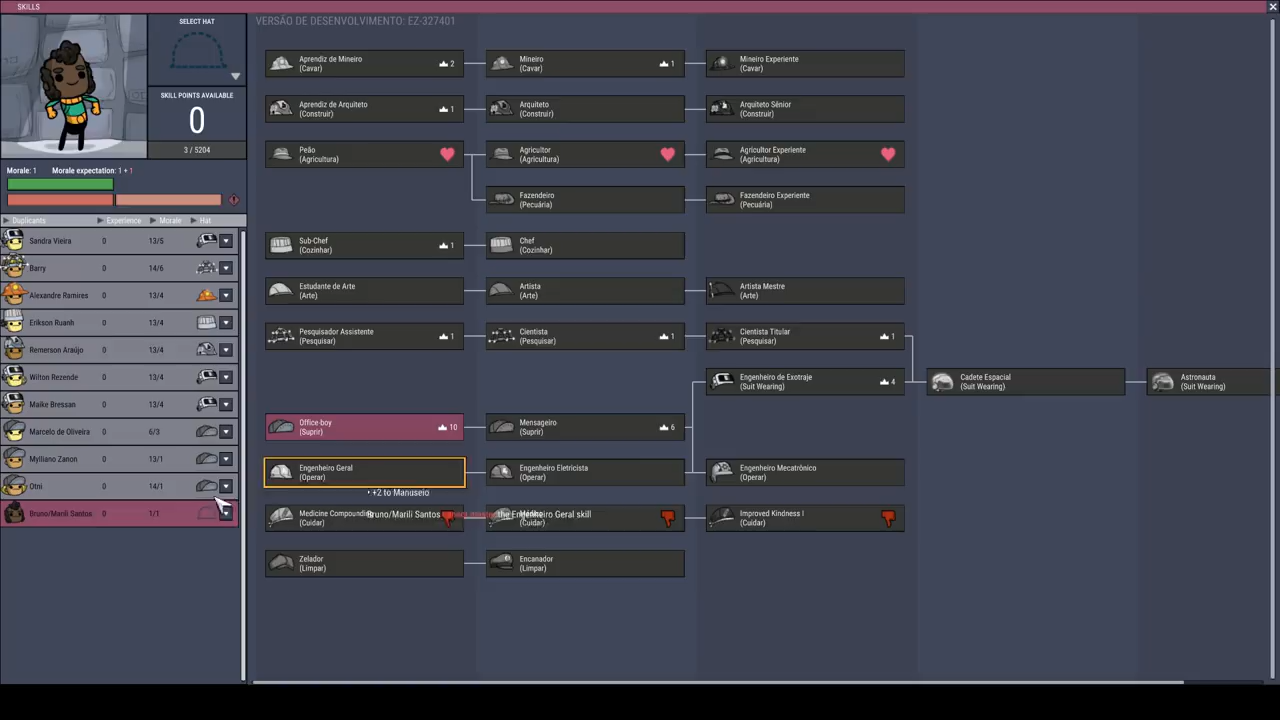 SKILLS
VERSÃO DE DESENVOLVIMENTO: EZ-327401
SELECT HAT
SKILL POINTS AVAILABLE
0
3 / 5204
Morale: 1 Morale expectation: 1 + 1
Duplicants Experience Morale Hat
Sandra Vieira 0 13/5
Barry 0 14/6
Alexandre Ramires 0 13/4
Erikson Ruanh 0 13/4
Remerson Araújo 0 13/4
Wilton Rezende 0 13/4
Maike Bressan 0 13/4
Marcelo de Oliveira 0 6/3
Mylliano Zanon 0 13/1
Otni 0 14/1
Bruno/Marili Santos 0 1/1
Aprendiz de Mineiro
(Cavar)
2
Mineiro
(Cavar)
1
Mineiro Experiente
(Cavar)
Aprendiz de Arquiteto
(Construir)
1
Arquiteto
(Construir)
Arquiteto Sênior
(Construir)
Peão
(Agricultura)
Agricultor
(Agricultura)
Agricultor Experiente
(Agricultura)
Fazendeiro
(Pecuária)
Fazendeiro Experiente
(Pecuária)
Sub-Chef
(Cozinhar)
1
Chef
(Cozinhar)
Estudante de Arte
(Arte)
Artista
(Arte)
Artista Mestre
(Arte)
Pesquisador Assistente
(Pesquisar)
1
Cientista
(Pesquisar)
1
Cientista Titular
(Pesquisar)
1
Engenheiro de Exotraje
(Suit Wearing)
4
Cadete Espacial
(Suit Wearing)
Astronauta
(Suit Wearing)
Office-boy
(Suprir)
10
Mensageiro
(Suprir)
6
Engenheiro Geral
(Operar)
Engenheiro Eletricista
(Operar)
Engenheiro Mecatrônico
(Operar)
• +2 to Manuseio
Bruno/Marili Santos the Engenheiro Geral skill
Medicine Compounding
(Cuidar)
(Cuidar)
Improved Kindness I
(Cuidar)
Zelador
(Limpar)
Encanador
(Limpar)